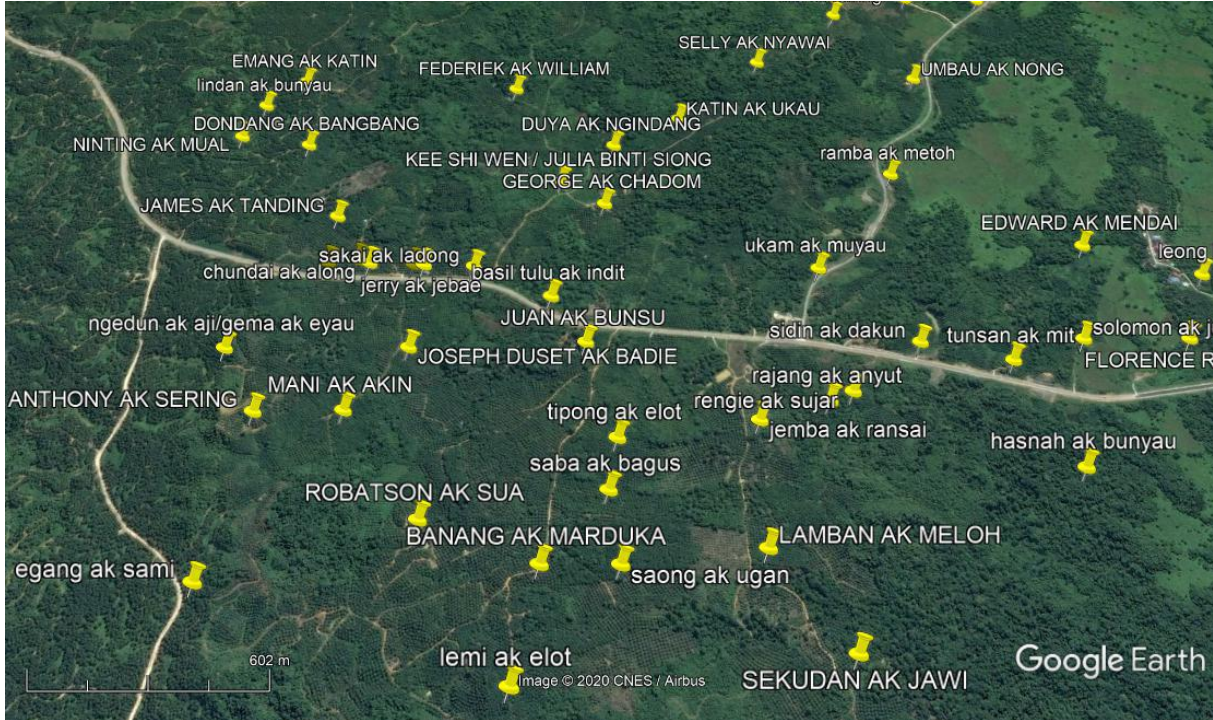 SELLY AK NYAWAI
EMANG AK KATIN
FEDERIEK AK WILLIAM
UMBAU AK NONG
lindan ak bunyau
KATIN AK UKAU
DONDANG AK BANGBANG
DUYA AK NGINDANG
NINTING AK MUAL
KEE SHI WEN / JULIA BINTI SIONG
ramba ak metoh
GEORGE AK CHADOM
JAMES AK TANDING
EDWARD AK MENDAI
ukam ak muyau
leong
sakai ak ladong
chundai ak along
basil tulu ak indit
jerry ak jebae
JUAN AK BUNSU
ngedun ak aji/gema ak eyau
sidin ak dakun
tunsan ak mit
solomon ak j
JOSEPH DUSET AK BADIE
FLORENCE R
MANI AK AKIN
rajang ak anyut
ANTHONY AK SERING
rengie ak sujar
tipong ak elot
jemba ak ransai
hasnah ak bunyau
saba ak bagus
ROBATSON AK SUA
BANANG AK MARDUKA
LAMBAN AK MELOH
egang ak sami
saong ak ugan
lemi ak elot
602 m
Google Earth
Image © 2020 CNES / Airbus
SEKUDAN AK JAWI